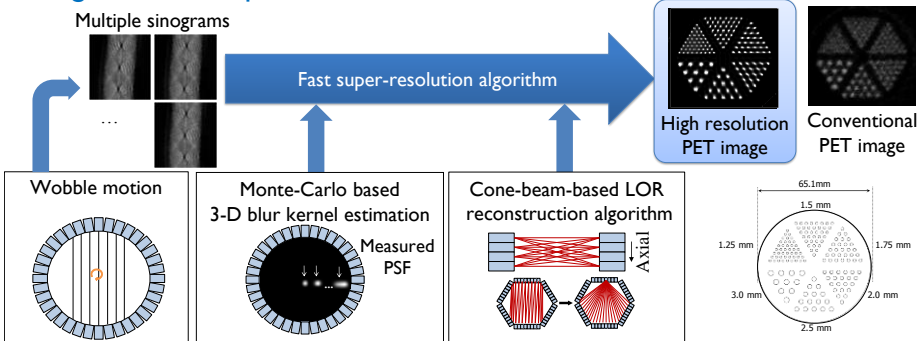 Multiple sinograms
...
Fast super-resolution algorithm
High resolution
PET image
Conventional
PET image
Wobble motion
Monte-Carlo based
3-D blur kernel estimation
Measured
PSF
...
Cone-beam-based LOR
reconstruction algorithm
Axial
65.1mm
1.5 mm
1.25 mm
1.75 mm
3.0 mm
2.0 mm
2.5 mm